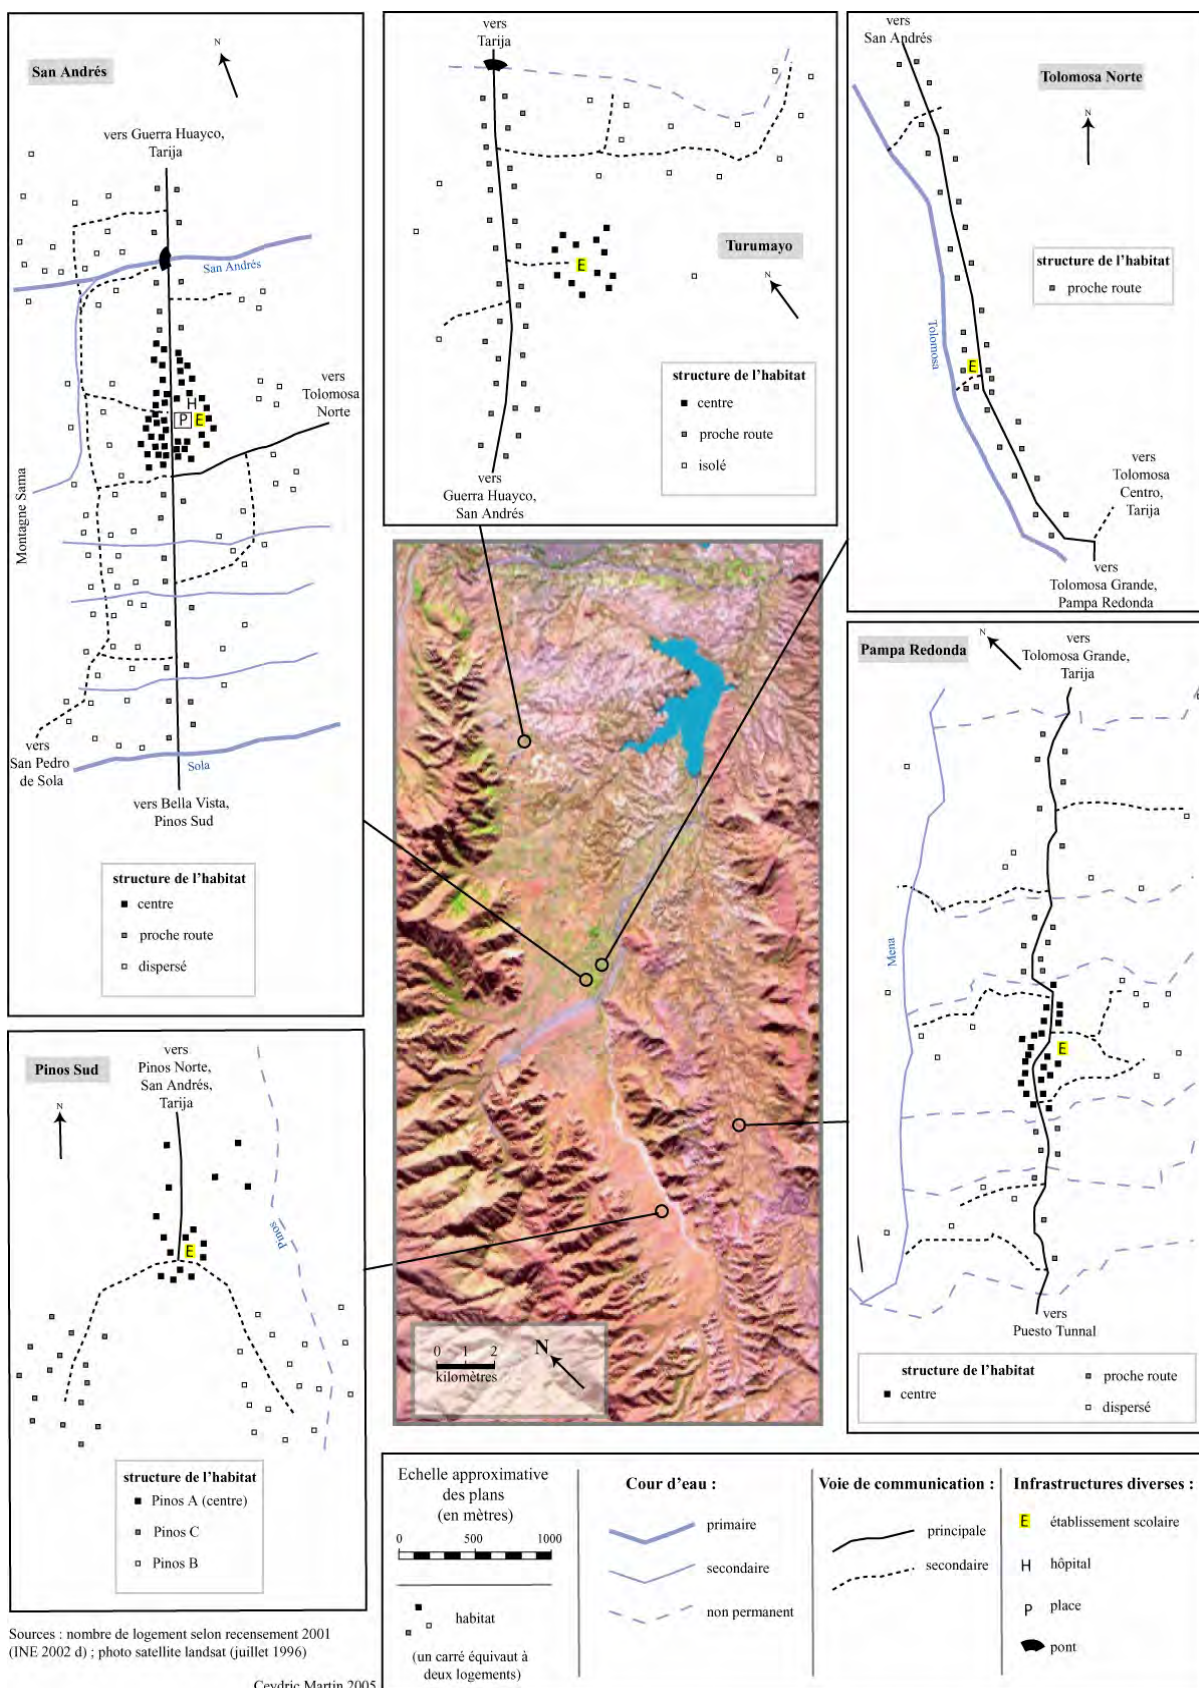 San Andrés
N
vers Guerra Huayco,
Tarija
San Andrés
vers
Tolomosa
Norte
H
P
E
Montagne Sama
vers
San Pedro
de Sola
Sola
vers Bella Vista,
Pinos Sud
structure de l'habitat
centre
proche route
dispersé
vers
Tarija
E
Turumayo
N
structure de l'habitat
centre
proche route
isolé
vers
Guerra Huayco,
San Andrés
vers
San Andrés
Tolomosa Norte
N
structure de l'habitat
proche route
Tolomosa
E
vers
Tolomosa
Centro,
Tarija
vers
Tolomosa Grande,
Pampa Redonda
Pampa Redonda
N
vers
Tolomosa Grande,
Tarija
Mena
E
vers
Puesto Tunnal
structure de l'habitat
centre
proche route
dispersé
Pinos Sud
N
vers
Pinos Norte,
San Andrés,
Tarija
Pinos
E
structure de l'habitat
Pinos A (centre)
Pinos C
Pinos B
0 1 2
kilomètres
N
Echelle approximative
des plans
(en mètres)
0 500 1000
habitat
(un carré équivaut à
deux logements)
Cour d'eau :
primaire
secondaire
non permanent
Voie de communication :
principale
secondaire
Infrastructures diverses :
E établissement scolaire
H hôpital
P place
pont
Sources : nombre de logement selon recensement 2001
(INE 2002 d) ; photo satellite landsat (juillet 1996)
Ceydric Martin 2005